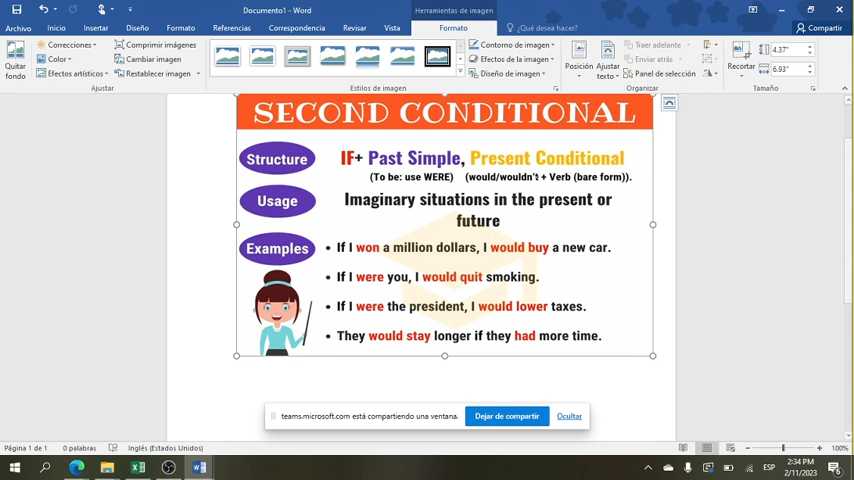 Documento1 - Word
Herramientas de imagen
Archivo Inicio Insertar Diseño Formato Referencias Correspondencia Revisar Vista Formato ¿Qué desea hacer? Compartir
Quitar fondo
Correcciones
Color
Efectos artísticos
Comprimir imágenes
Cambiar imagen
Restablecer imagen
Contorno de imagen
Efectos de la imagen
Diseño de imagen
Posición
Ajustar texto
Traer adelante
Enviar atrás
Panel de selección
Recortar
4.37"
6.93"
Ajustar Estilos de imagen Organizar Tamaño
SECOND CONDITIONAL
Structure
IF+ Past Simple, Present Conditional
(To be: use WERE) (would/wouldn't + Verb (bare form)).
Usage
Imaginary situations in the present or
future
Examples
• If I won a million dollars, I would buy a new car.
• If I were you, I would quit smoking.
• If I were the president, I would lower taxes.
• They would stay longer if they had more time.
teams.microsoft.com está compartiendo una ventana. Dejar de compartir Ocultar
Página 1 de 1 0 palabras Inglés (Estados Unidos) 100%
ESP
2:34 PM
2/11/2023